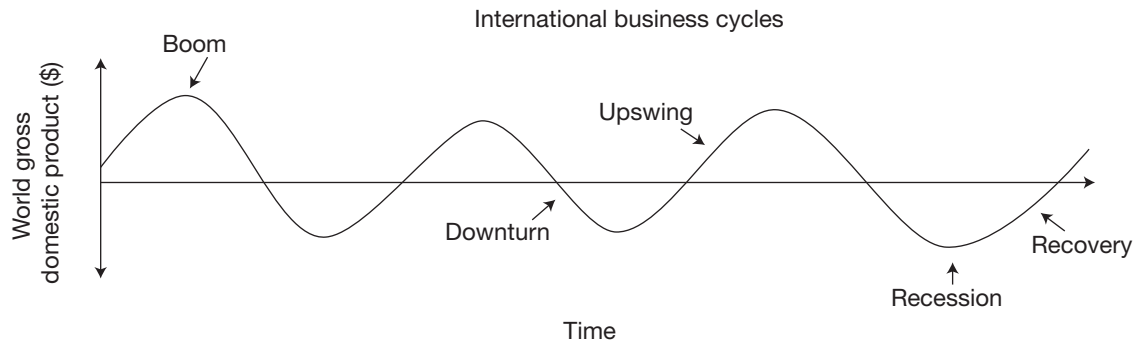 International business cycles
Boom
World gross
domestic product ($)
Upswing
Downturn
Recovery
Recession
Time